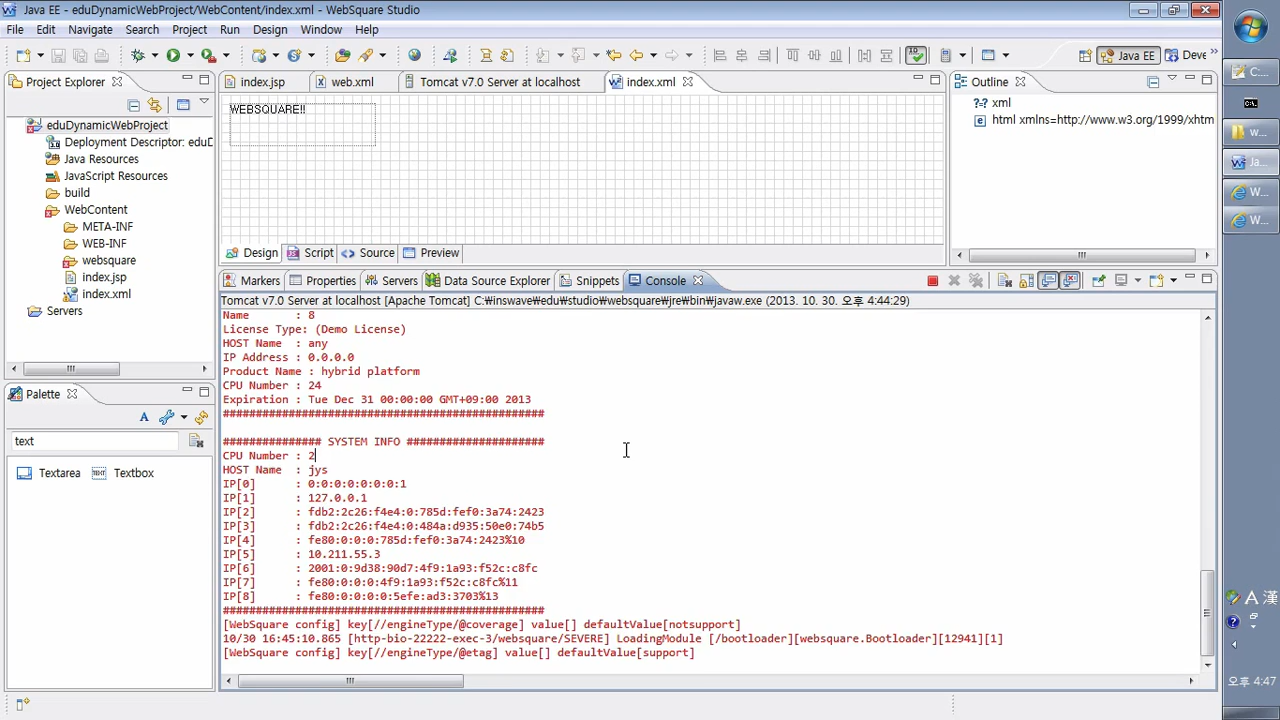 Java EE - eduDynamicWebProject/WebContent/index.xml - WebSquare Studio
File Edit Navigate Search Project Run Design Window Help
Java EE Deve
Project Explorer
index.jsp web.xml Tomcat v7.0 Server at localhost index.xml
Outline
eduDynamicWebProject
Deployment Descriptor: eduD
Java Resources
JavaScript Resources
build
WebContent
META-INF
WEB-INF
websquare
index.jsp
index.xml
Servers
WEBSQUARE!!
Design Script Source Preview
xml
html xmlns=http://www.w3.org/1999/xhtm
Palette
text
Textarea Textbox
Markers Properties Servers Data Source Explorer Snippets Console
Tomcat v7.0 Server at localhost [Apache Tomcat] C:₩inswave₩edu₩studio₩websquare₩jre₩bin₩javaw.exe (2013. 10. 30. 오후 4:44:29)
Name : 8
License Type: (Demo License)
HOST Name : any
IP Address : 0.0.0.0
Product Name : hybrid platform
CPU Number : 24
Expiration : Tue Dec 31 00:00:00 GMT+09:00 2013
#################################################
############### SYSTEM INFO #####################
CPU Number : 2
HOST Name : jys
IP[0] : 0:0:0:0:0:0:0:1
IP[1] : 127.0.0.1
IP[2] : fdb2:2c26:f4e4:0:785d:fef0:3a74:2423
IP[3] : fdb2:2c26:f4e4:0:484a:d935:50e0:74b5
IP[4] : fe80:0:0:0:785d:fef0:3a74:2423%10
IP[5] : 10.211.55.3
IP[6] : 2001:0:9d38:90d7:4f9:1a93:f52c:c8fc
IP[7] : fe80:0:0:0:4f9:1a93:f52c:c8fc%11
IP[8] : fe80:0:0:0:0:5efe:ad3:3703%13
#################################################
[WebSquare config] key[//engineType/@coverage] value[] defaultValue[notsupport]
10/30 16:45:10.865 [http-bio-22222-exec-3/websquare/SEVERE] LoadingModule [/bootloader][websquare.Bootloader][12941][1]
[WebSquare config] key[//engineType/@etag] value[] defaultValue[support]
C:...
w...
Ja...
W...
W...
A 漢
오후 4:47